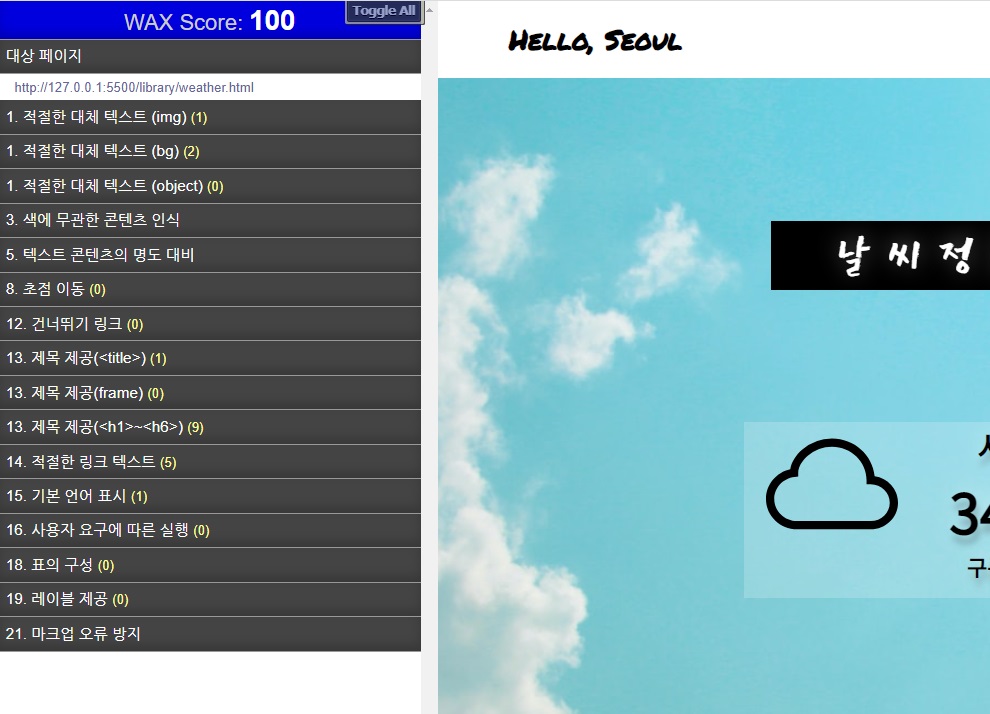 WAX Score: 100
Toggle All
대상 페이지
http://127.0.0.1:5500/library/weather.html
1. 적절한 대체 텍스트 (img) (1)
1. 적절한 대체 텍스트 (bg) (2)
1. 적절한 대체 텍스트 (object) (0)
3. 색에 무관한 콘텐츠 인식
5. 텍스트 콘텐츠의 명도 대비
8. 초점 이동 (0)
12. 건너뛰기 링크 (0)
13. 제목 제공(<title>) (1)
13. 제목 제공(frame) (0)
13. 제목 제공(<h1>~<h6>) (9)
14. 적절한 링크 텍스트 (5)
15. 기본 언어 표시 (1)
16. 사용자 요구에 따른 실행 (0)
18. 표의 구성 (0)
19. 레이블 제공 (0)
21. 마크업 오류 방지
Hello, Seoul
날 씨 정
34